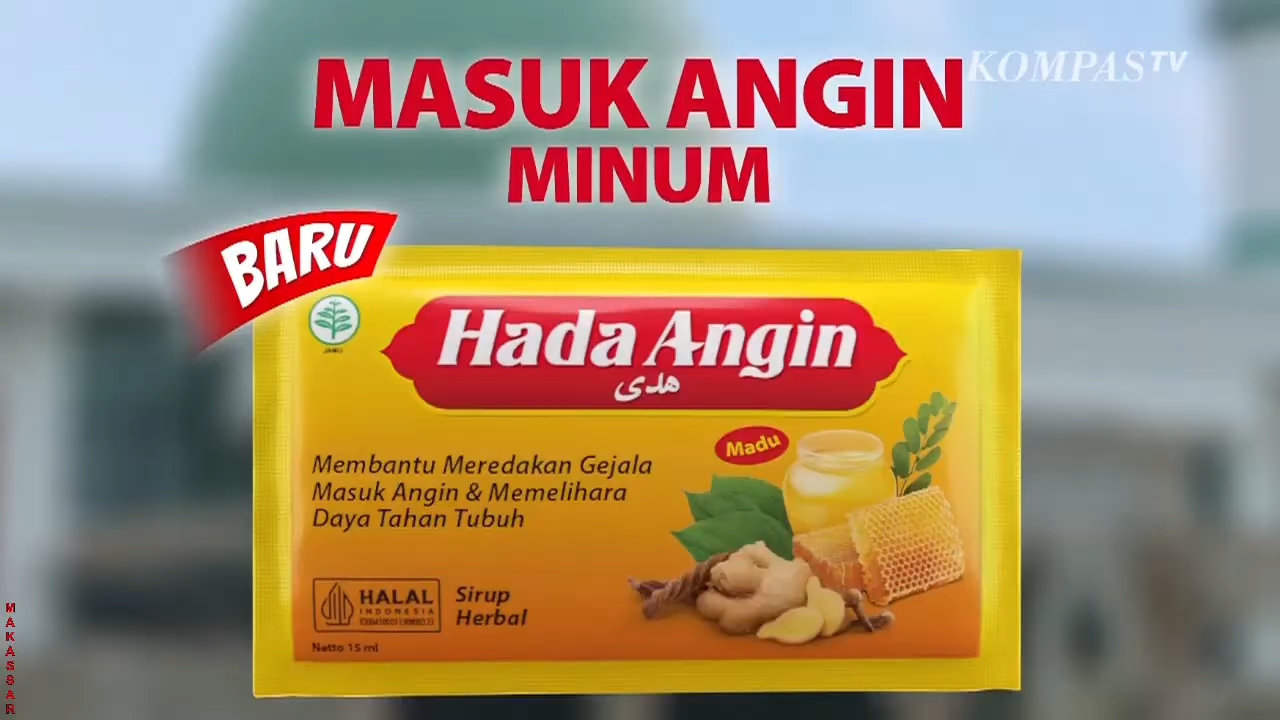 MASUK ANGIN
KOMPASTV
MINUM
BARU
JAMU
Hada Angin
هدى
Madu
Membantu Meredakan Gejala
Masuk Angin & Memelihara
Daya Tahan Tubuh
HALAL
INDONESIA
Sirup
Herbal
Netto 15 ml
MAKASSAR